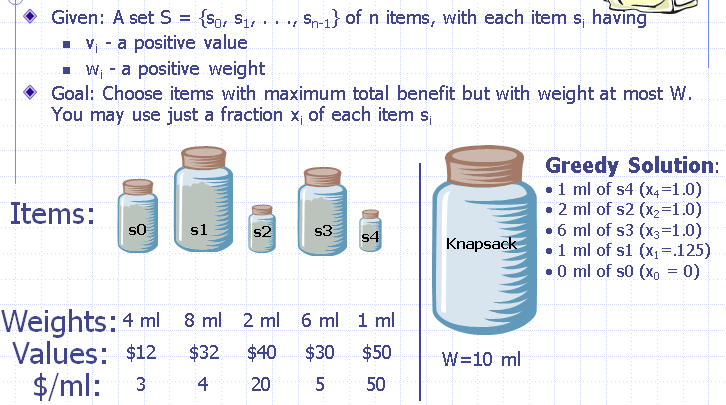 Given: A set S = {s0, s1, . . ., sn-1} of n items, with each item si having
vi - a positive value
wi - a positive weight
Goal: Choose items with maximum total benefit but with weight at most W.
You may use just a fraction xi of each item si
Items:
s0
s1
s2
s3
s4
Knapsack
Greedy Solution:
1 ml of s4 (x4=1.0)
2 ml of s2 (x2=1.0)
6 ml of s3 (x3=1.0)
1 ml of s1 (x1=.125)
0 ml of s0 (x0 = 0)
Weights: 4 ml 8 ml 2 ml 6 ml 1 ml
Values: $12 $32 $40 $30 $50
$/ml: 3 4 20 5 50
W=10 ml